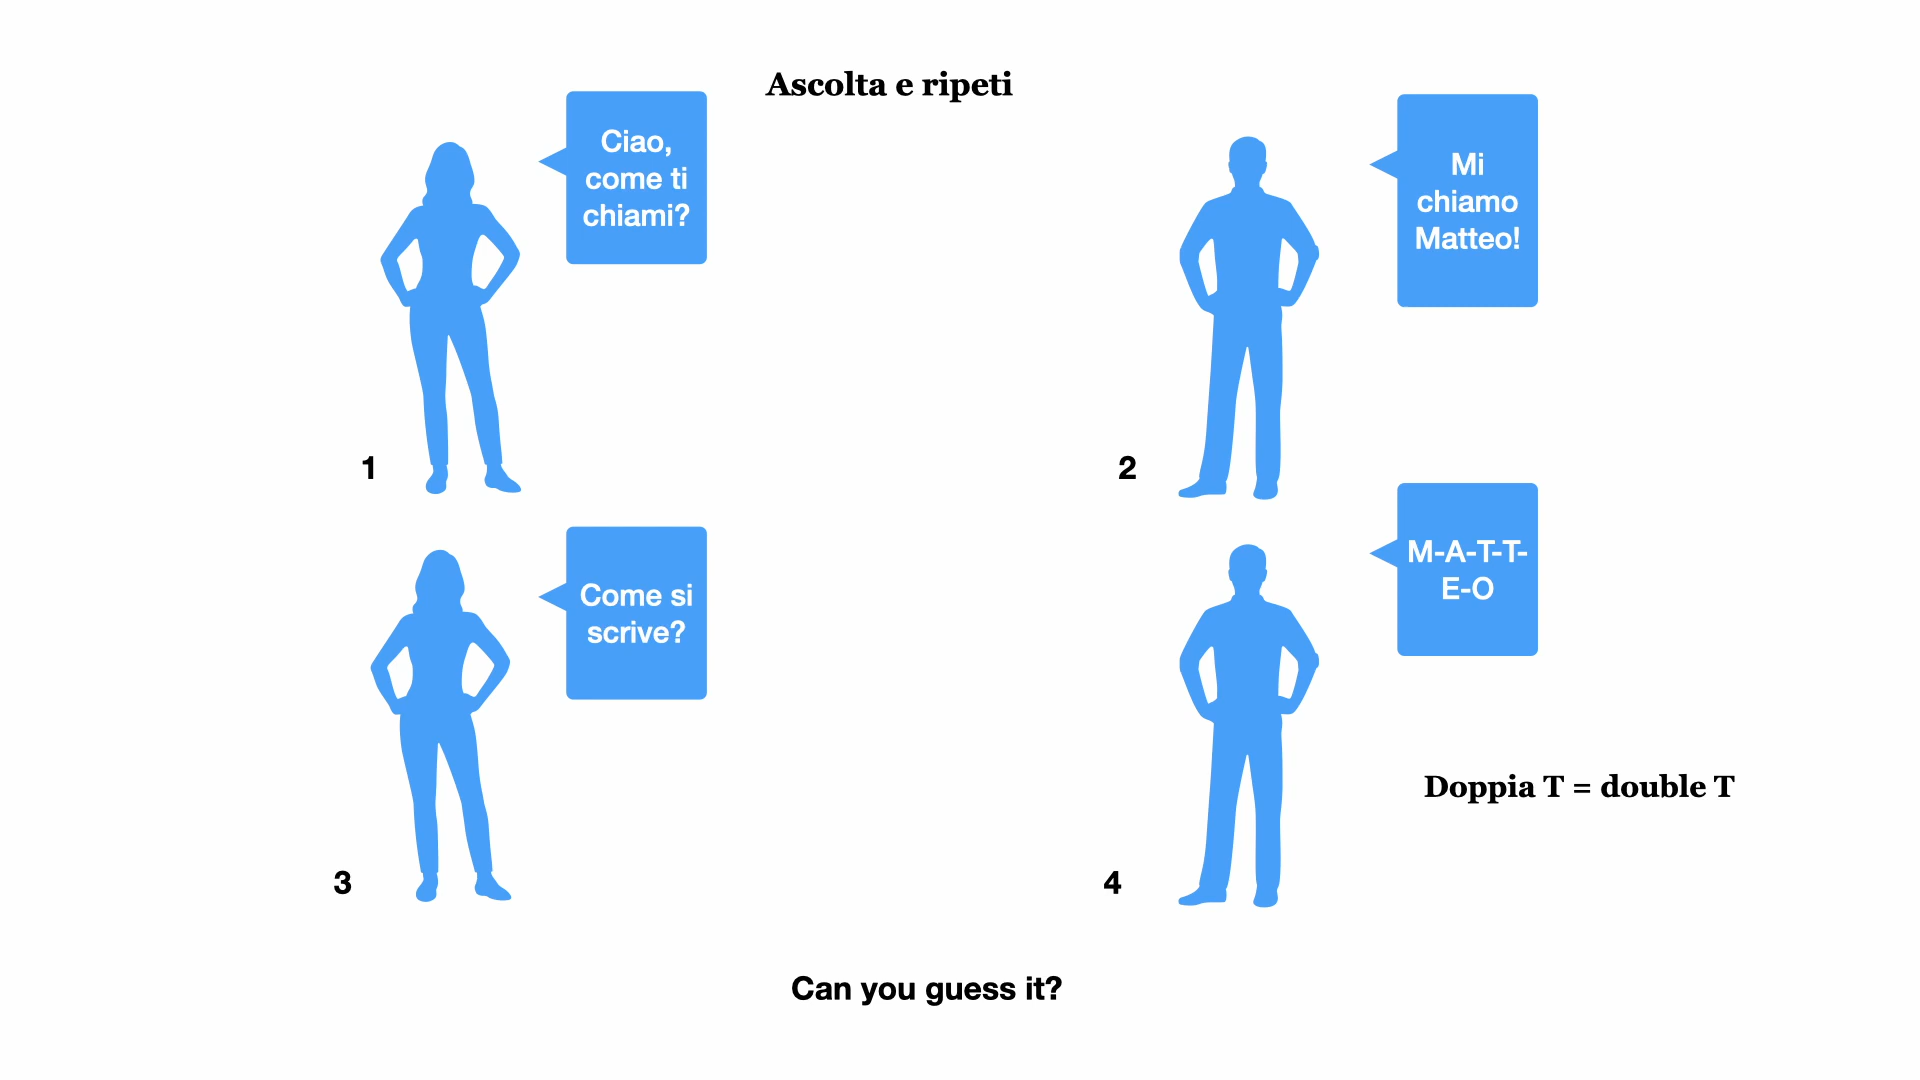 Ascolta e ripeti
Ciao,
come ti
chiami?
Mi
chiamo
Matteo!
1
2
Come si
scrive?
M-A-T-T-
E-O
Doppia T = double T
3
4
Can you guess it?